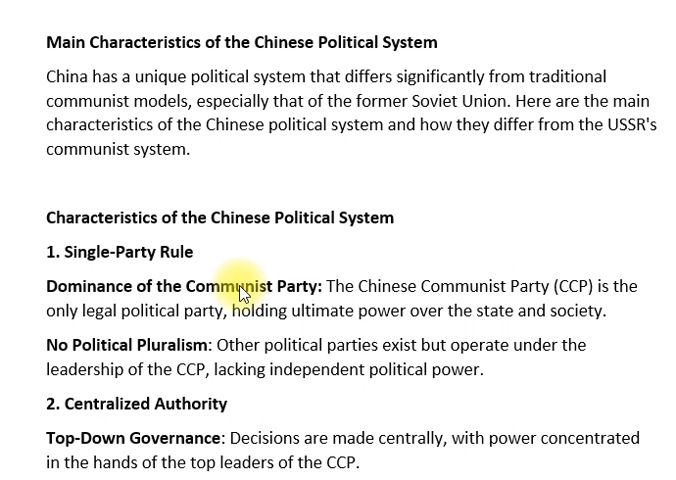 Main Characteristics of the Chinese Political System
China has a unique political system that differs significantly from traditional
communist models, especially that of the former Soviet Union. Here are the main
characteristics of the Chinese political system and how they differ from the USSR's
communist system.
Characteristics of the Chinese Political System
1. Single-Party Rule
Dominance of the Communist Party: The Chinese Communist Party (CCP) is the
only legal political party, holding ultimate power over the state and society.
No Political Pluralism: Other political parties exist but operate under the
leadership of the CCP, lacking independent political power.
2. Centralized Authority
Top-Down Governance: Decisions are made centrally, with power concentrated
in the hands of the top leaders of the CCP.